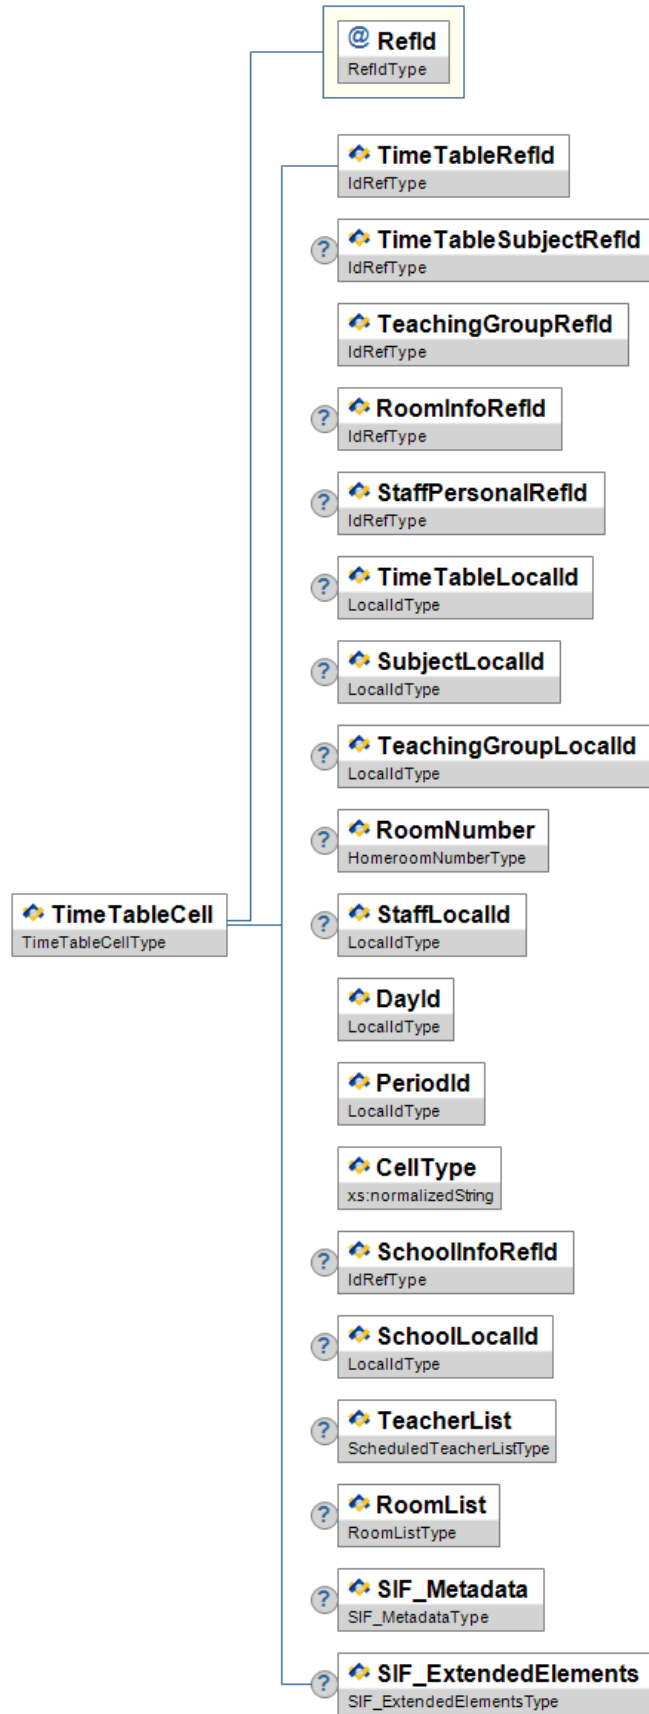 @ RefId
RefIdType
TimeTableRefId
IdRefType
? TimeTableSubjectRefId
IdRefType
TeachingGroupRefId
IdRefType
? RoomInfoRefId
IdRefType
? StaffPersonalRefId
IdRefType
? TimeTableLocalId
LocalIdType
? SubjectLocalId
LocalIdType
? TeachingGroupLocalId
LocalIdType
? RoomNumber
HomeroomNumberType
TimeTableCell
TimeTableCellType
? StaffLocalId
LocalIdType
DayId
LocalIdType
PeriodId
LocalIdType
CellType
xs:normalizedString
? SchoolInfoRefId
IdRefType
? SchoolLocalId
LocalIdType
? TeacherList
ScheduledTeacherListType
? RoomList
RoomListType
? SIF_Metadata
SIF_MetadataType
? SIF_ExtendedElements
SIF_ExtendedElementsType